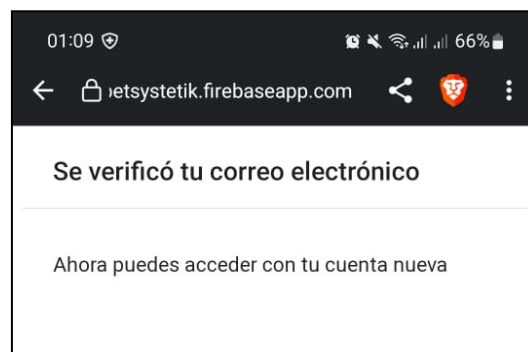 01:09
66%
etsystetik.firebaseapp.com
Se verificó tu correo electrónico
Ahora puedes acceder con tu cuenta nueva